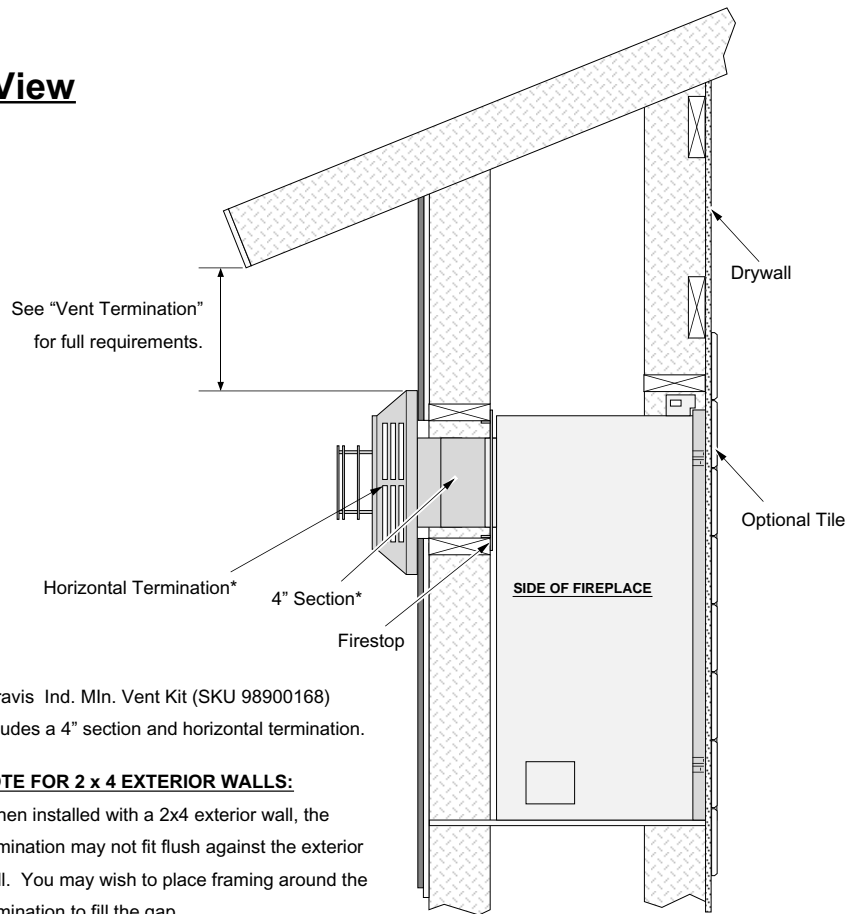 View
Drywall
See “Vent Termination”
for full requirements.
Optional Tile
Horizontal Termination*
4” Section*
SIDE OF FIREPLACE
Firestop
Ind. MIn. Vent Kit (SKU 98900168)
a 4” section and horizontal termination.
FOR 2 x 4 EXTERIOR WALLS:
installed with a 2x4 exterior wall, the
may not fit flush against the exterior
You may wish to place framing around the
to fill the gap